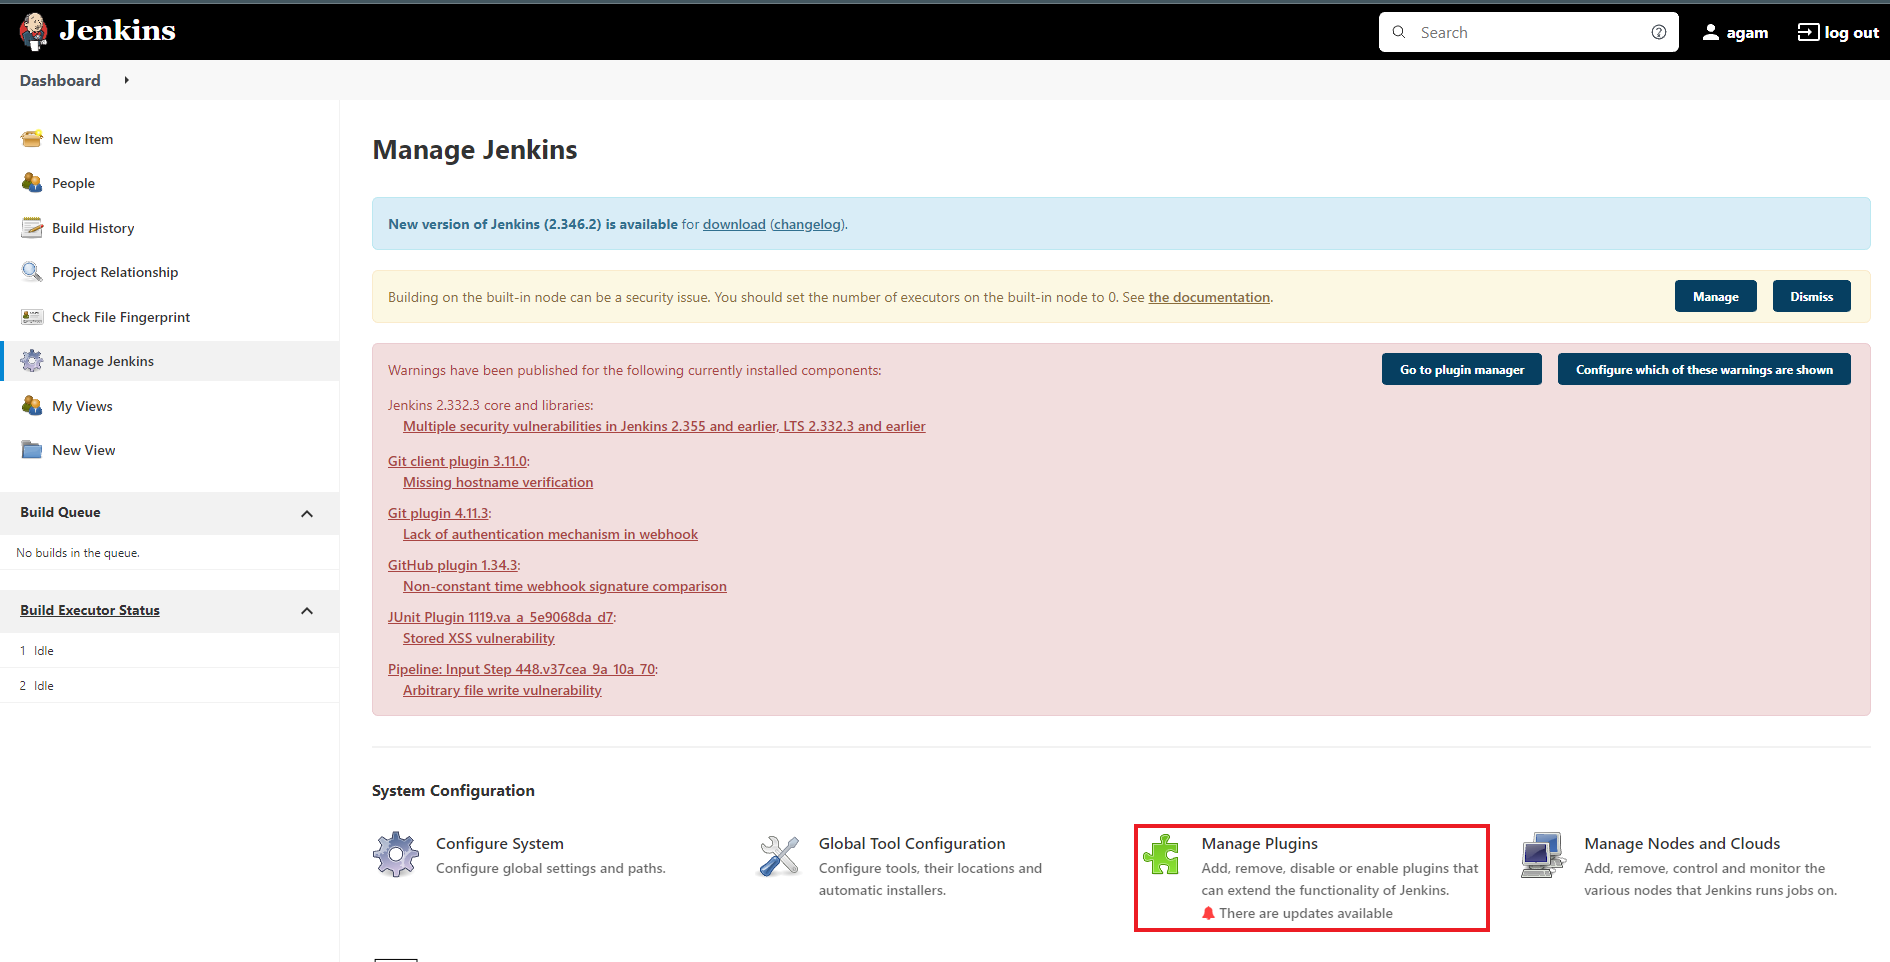 Jenkins
Search
agam
log out
Dashboard
New Item
People
Build History
Project Relationship
Check File Fingerprint
Manage Jenkins
My Views
New View
Build Queue
No builds in the queue.
Build Executor Status
1 Idle
2 Idle
Manage Jenkins
New version of Jenkins (2.346.2) is available for download (changelog).
Building on the built-in node can be a security issue. You should set the number of executors on the built-in node to 0. See the documentation.
Manage
Dismiss
Warnings have been published for the following currently installed components:
Go to plugin manager
Configure which of these warnings are shown
Jenkins 2.332.3 core and libraries:
Multiple security vulnerabilities in Jenkins 2.355 and earlier, LTS 2.332.3 and earlier
Git client plugin 3.11.0:
Missing hostname verification
Git plugin 4.11.3:
Lack of authentication mechanism in webhook
GitHub plugin 1.34.3:
Non-constant time webhook signature comparison
JUnit Plugin 1119.va_a_5e9068da_d7:
Stored XSS vulnerability
Pipeline: Input Step 448.v37cea_9a_10a_70:
Arbitrary file write vulnerability
System Configuration
Configure System
Configure global settings and paths.
Global Tool Configuration
Configure tools, their locations and
automatic installers.
Manage Plugins
Add, remove, disable or enable plugins that
can extend the functionality of Jenkins.
There are updates available
Manage Nodes and Clouds
Add, remove, control and monitor the
various nodes that Jenkins runs jobs on.